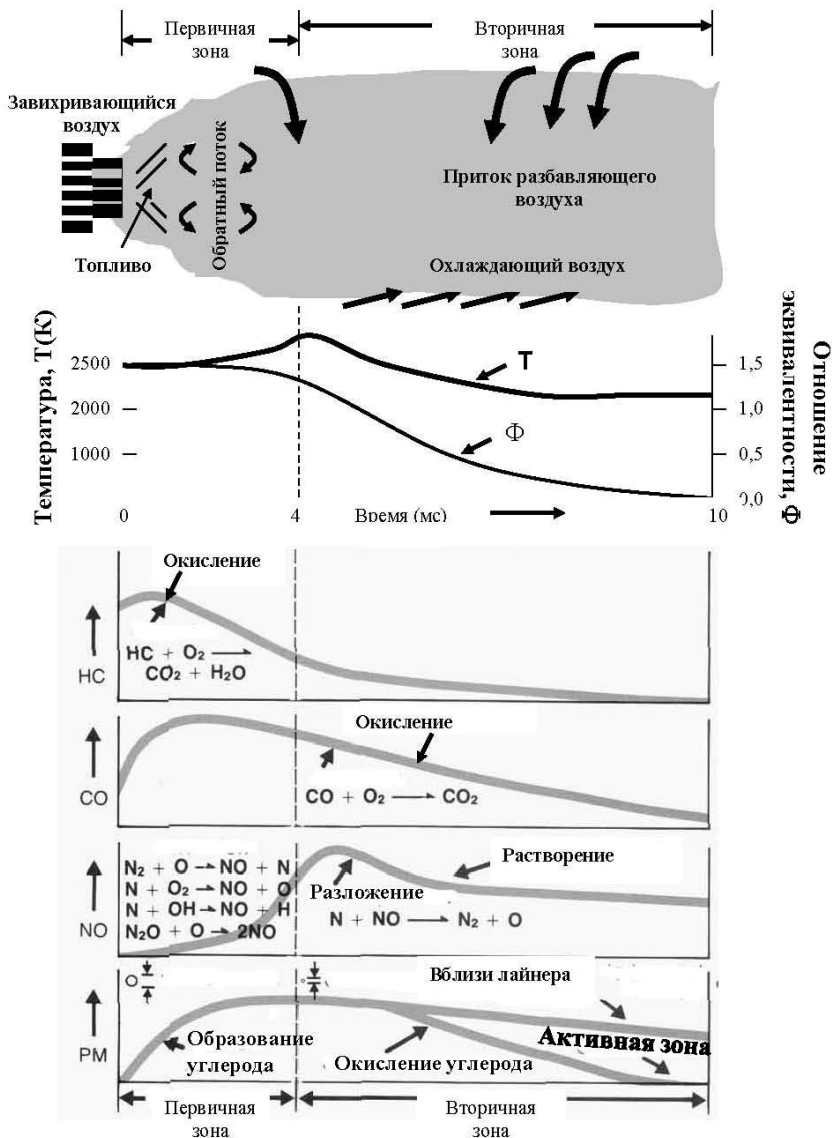 Первичная
зона
Вторичная
зона
Завихривающийся
воздух
Обратный поток
Топливо
Приток разбавляющего
воздуха
Охлаждающий воздух
Температура, T(K)
2500
2000
1000
T
Ф
1,5
1,0
0,5
0,0
Отношение
эквивалентности, Ф
0
4
Время (мс)
10
Окисление
HC + O₂ →
CO₂ + H₂O
HC
Окисление
CO + O₂ → CO₂
CO
N₂ + O → NO + N
N + O₂ → NO + O
N + OH → NO + H
N₂O + O → 2NO
Разложение
Растворение
N + NO → N₂ + O
NO
Вблизи лайнера
Активная зона
Образование
углерода
Окисление углерода
PM
Первичная
зона
Вторичная
зона